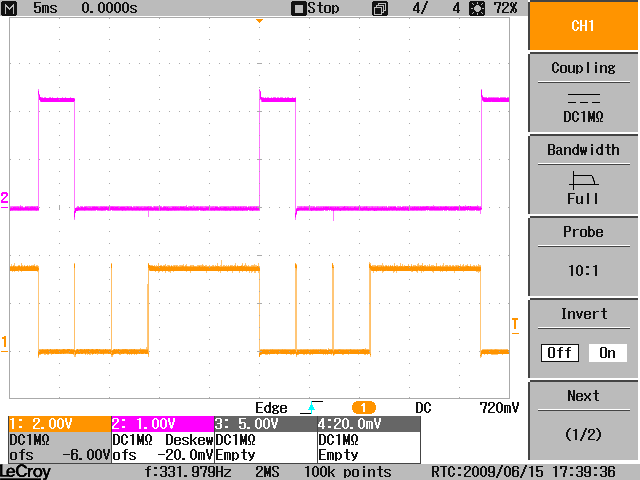 M 5ms 0.0000s Stop 4/ 4 72%
CH1
Coupling
DC1MΩ
Bandwidth
Full
Probe
10:1
Invert
Off On
Next
(1/2)
2
1
T
Edge 1 DC 720mV
1: 2.00V 2: 1.00V 3: 5.00V 4:20.0mV
DC1MΩ DC1MΩ Deskew DC1MΩ DC1MΩ
ofs -6.00V ofs -20.0mV Empty Empty
LeCroy f:331.979Hz 2MS 100k points RTC:2009/06/15 17:39:36